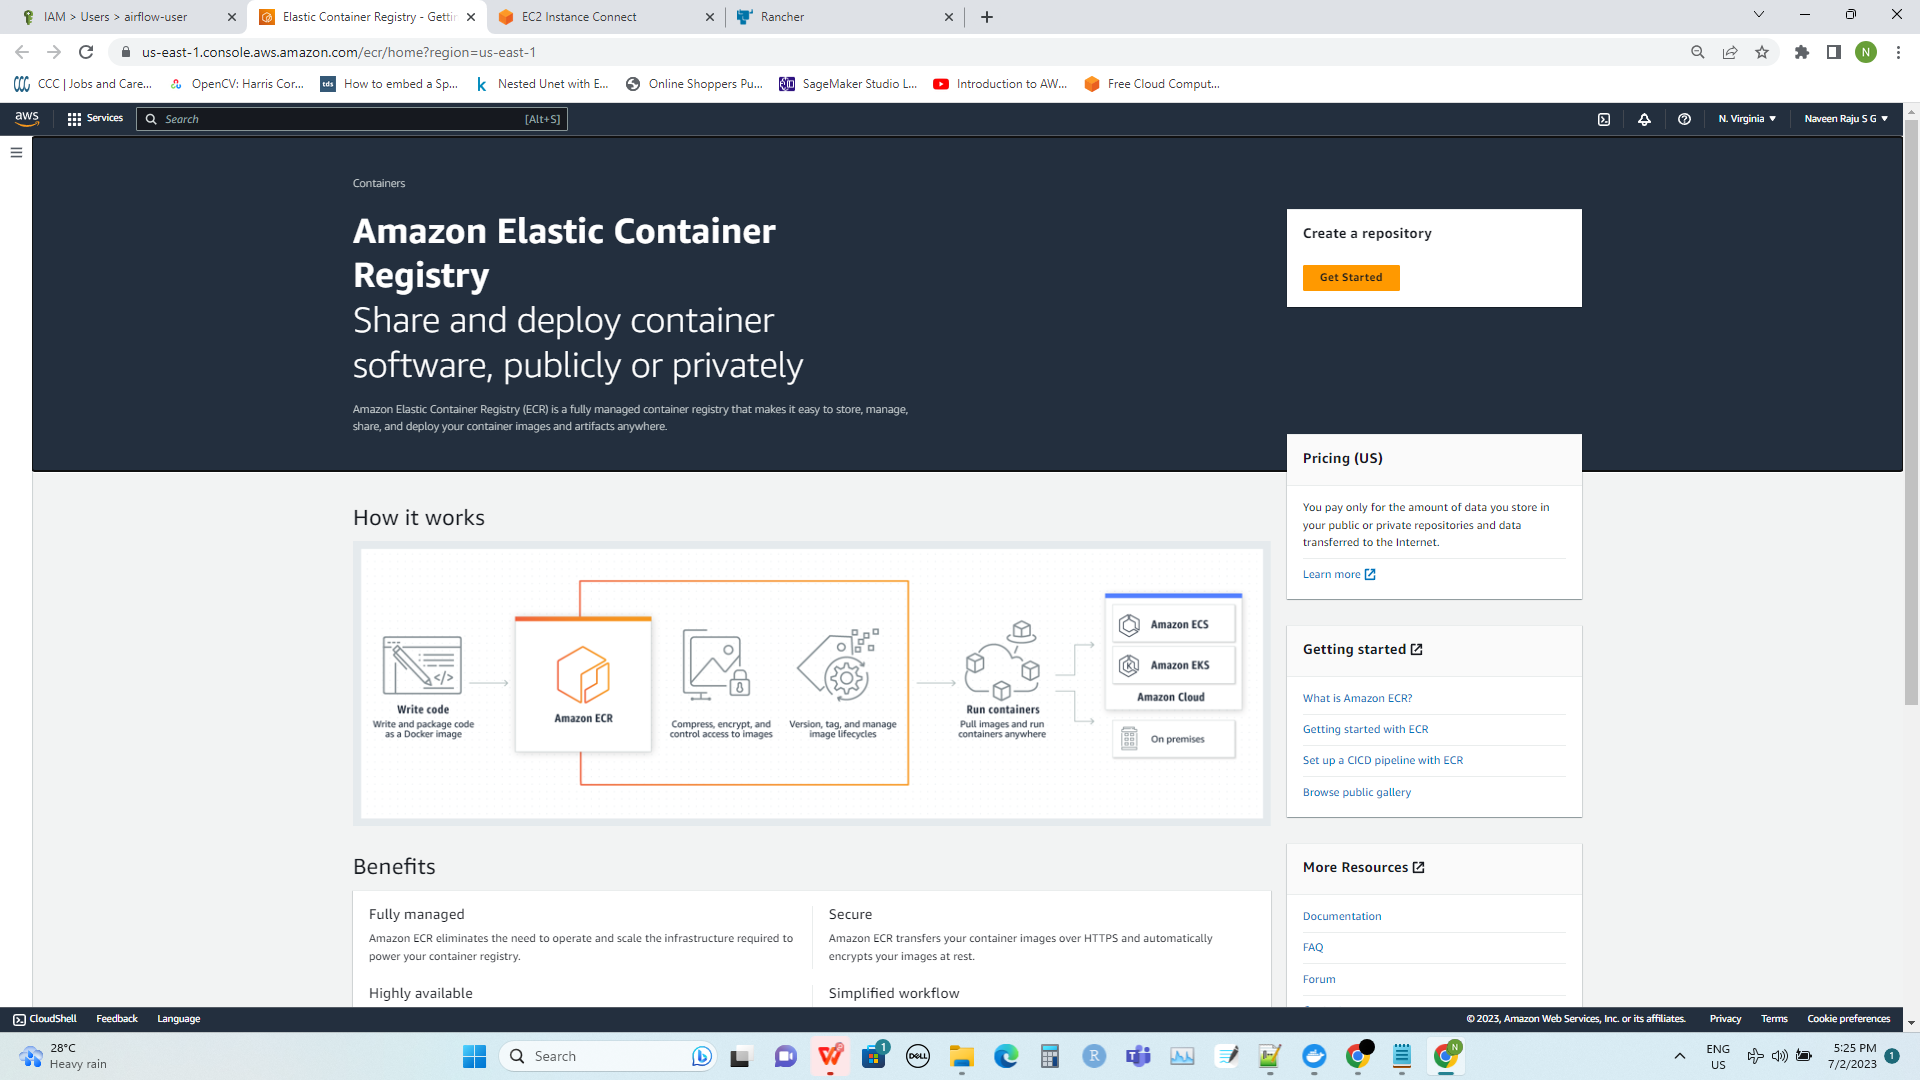 IAM > Users > airflow-user
Elastic Container Registry - Gettin
EC2 Instance Connect
Rancher
us-east-1.console.aws.amazon.com/ecr/home?region=us-east-1
N
CCC | Jobs and Care...
OpenCV: Harris Cor...
tds
How to embed a Sp...
k
Nested Unet with E...
Online Shoppers Pu...
SageMaker Studio L...
Introduction to AW...
Free Cloud Comput...
aws
Services
Search
[Alt+S]
N. Virginia
Naveen Raju S G
Containers
Amazon Elastic Container
Registry
Share and deploy container
software, publicly or privately
Amazon Elastic Container Registry (ECR) is a fully managed container registry that makes it easy to store, manage,
share, and deploy your container images and artifacts anywhere.
Create a repository
Get Started
Pricing (US)
You pay only for the amount of data you store in
your public or private repositories and data
transferred to the Internet.
Learn more
How it works
Write code
Write and package code
as a Docker image
Amazon ECR
Compress, encrypt, and
control access to images
Version, tag, and manage
image lifecycles
Run containers
Pull images and run
containers anywhere
Amazon ECS
Amazon EKS
Amazon Cloud
On premises
Getting started
What is Amazon ECR?
Getting started with ECR
Set up a CICD pipeline with ECR
Browse public gallery
Benefits
Fully managed
Amazon ECR eliminates the need to operate and scale the infrastructure required to
power your container registry.
Secure
Amazon ECR transfers your container images over HTTPS and automatically
encrypts your images at rest.
Highly available
Simplified workflow
More Resources
Documentation
FAQ
Forum
CloudShell
Feedback
Language
© 2023, Amazon Web Services, Inc. or its affiliates.
Privacy
Terms
Cookie preferences
28°C
Heavy rain
Search
1
DELL
R
N
ENG
US
5:25 PM
7/2/2023
1